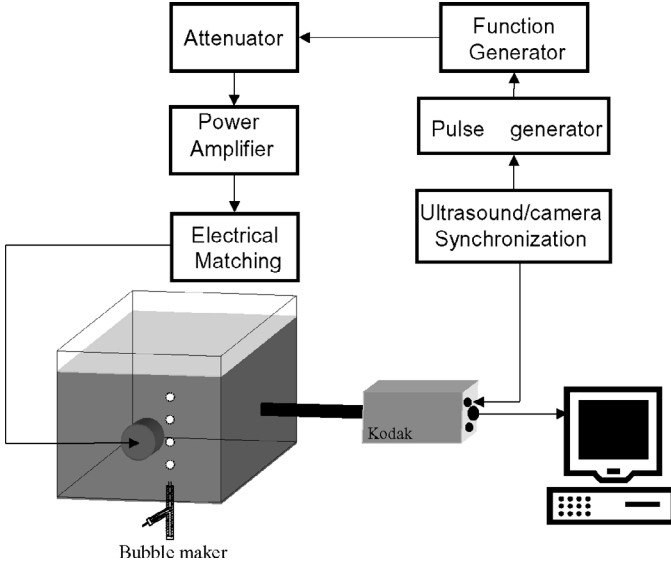 Attenuator
Function
Generator
Power
Amplifier
Pulse generator
Electrical
Matching
Ultrasound/camera
Synchronization
Kodak
Bubble maker